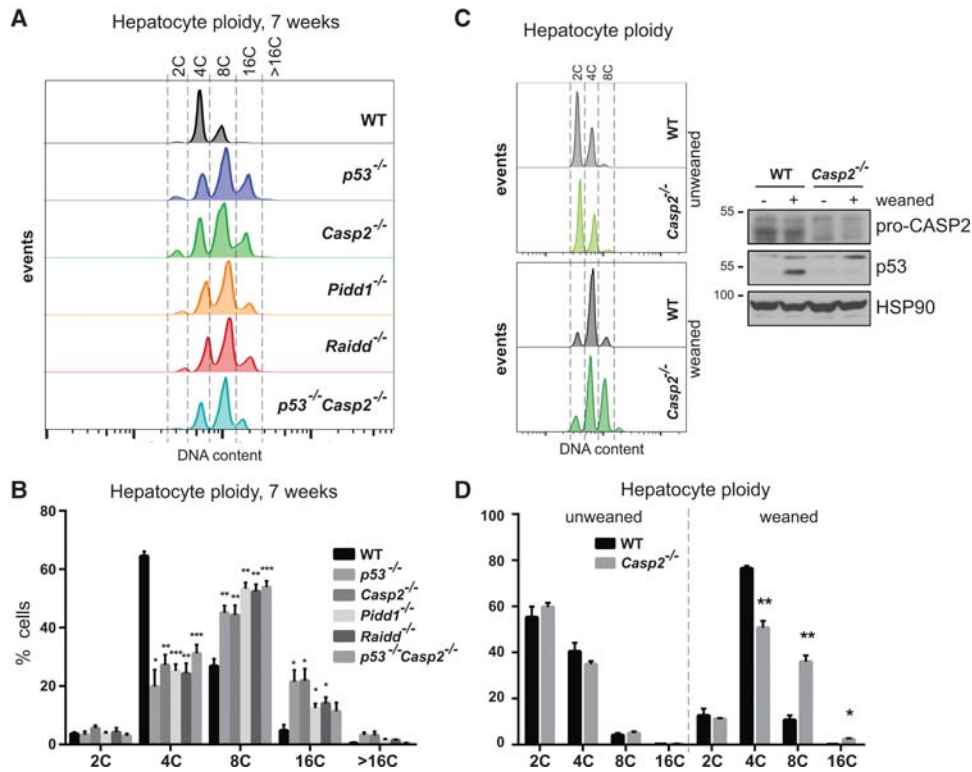 A
Hepatocyte ploidy, 7 weeks
2C 4C 8C 16C >16C
WT
p53-/-
Casp2-/-
Pidd1-/-
Raidd-/-
p53-/-Casp2-/-
events
DNA content
B
Hepatocyte ploidy, 7 weeks
% cells
80
60
40
20
0
WT
p53-/-
Casp2-/-
Pidd1-/-
Raidd-/-
p53-/-Casp2-/-
* ** *** ** ***
** ** ** ** ***
* * * *
2C 4C 8C 16C >16C
C
Hepatocyte ploidy
2C 4C 8C
events
WT
Casp2-/-
unweaned
events
WT
Casp2-/-
weaned
DNA content
WT Casp2-/-
- + - + weaned
55 pro-CASP2
55 p53
100 HSP90
D
Hepatocyte ploidy
unweaned weaned
100
80
60
40
20
0
WT
Casp2-/-
** ** *
2C 4C 8C 16C 2C 4C 8C 16C